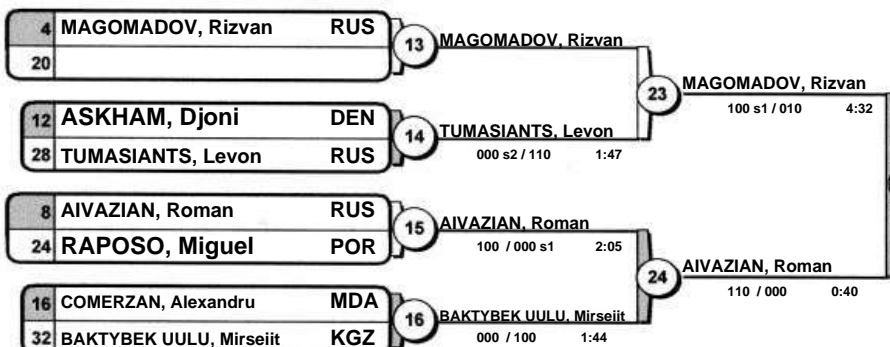 4 MAGOMADOV, Rizvan RUS
20
13
MAGOMADOV, Rizvan
12 ASKHAM, Djoni DEN
28 TUMASIANTS, Levon RUS
14
TUMASIANTS, Levon
000 s2 / 110 1:47
23
MAGOMADOV, Rizvan
100 s1 / 010 4:32
8 AIVAZIAN, Roman RUS
24 RAPOSO, Miguel POR
15
AIVAZIAN, Roman
100 / 000 s1 2:05
16 COMERZAN, Alexandru MDA
32 BAKTYBEK UULU, Mirseiit KGZ
16
BAKTYBEK UULU, Mirseiit
000 / 100 1:44
24
AIVAZIAN, Roman
110 / 000 0:40